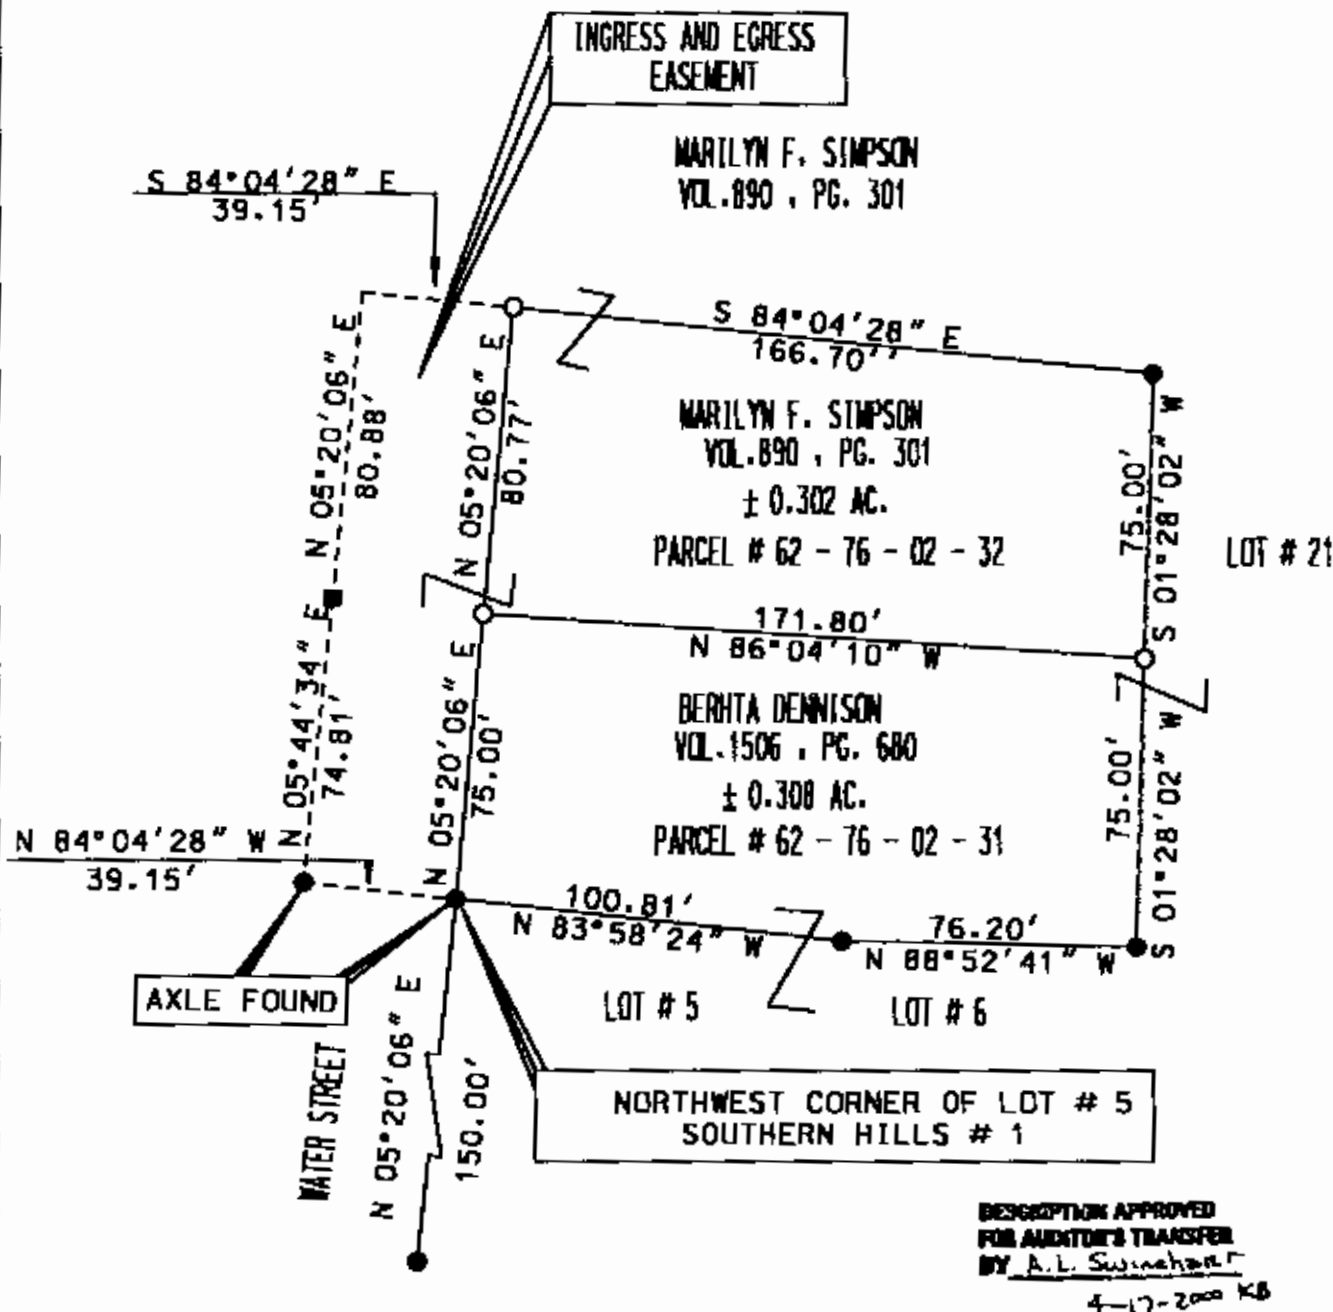 INGRESS AND EGRESS
EASEMENT
MARILYN F. SIMPSON
VOL.890 , PG. 301
S 84°04'28" E
39.15'
S 84°04'28" E
166.70''
N 05°20'06" E
80.88'
N 05°20'06" E
80.77'
MARILYN F. SIMPSON
VOL.890 , PG. 301
± 0.302 AC.
PARCEL # 62 - 76 - 02 - 32
75.00'
S 01°28'02" W
LOT # 21
171.80'
N 86°04'10" W
N 05°44'34" E
74.81'
N 05°20'06" E
75.00'
BERHTA DENNISON
VOL.1506 , PG. 680
± 0.308 AC.
PARCEL # 62 - 76 - 02 - 31
75.00'
S 01°28'02" W
N 84°04'28" W
39.15'
100.81'
N 83°58'24" W
76.20'
N 88°52'41" W
AXLE FOUND
LOT # 5
LOT # 6
WATER STREET
N 05°20'06" E
150.00'
NORTHWEST CORNER OF LOT # 5
SOUTHERN HILLS # 1
DESCRIPTION APPROVED
FOR AUDITOR'S TRANSFER
BY A.L. Swinehart
4-17-2000 KB